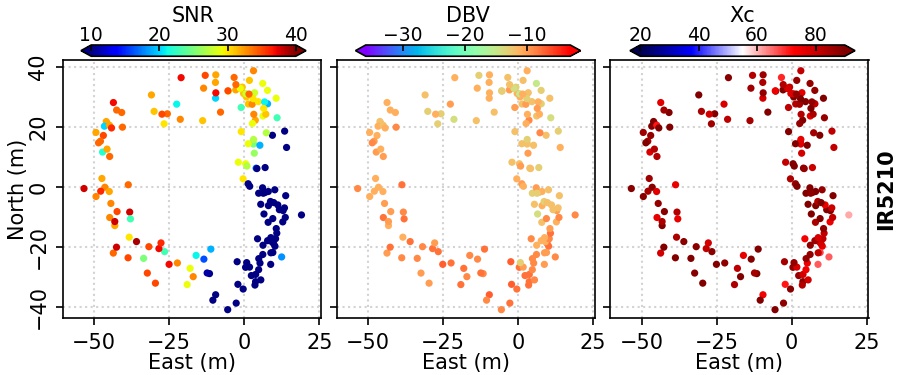 SNR DBV Xc
10 20 30 40 −30 −20 −10 20 40 60 80
40
20
0
−20
−40
North (m)
−50 −25 0 25 −50 −25 0 25 −50 −25 0 25
East (m) East (m) East (m)
IR5210